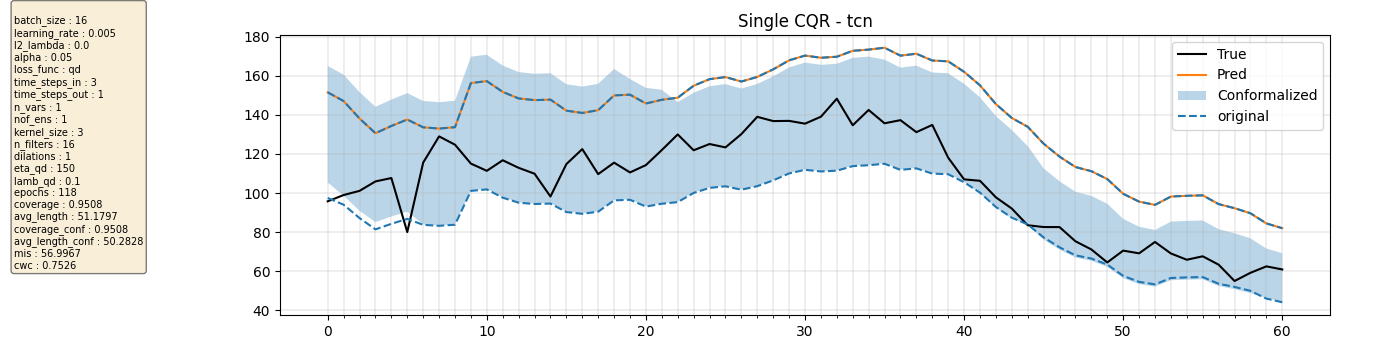 batch_size : 16
learning_rate : 0.005
l2_lambda : 0.0
alpha : 0.05
loss_func : qd
time_steps_in : 3
time_steps_out : 1
n_vars : 1
nof_ens : 1
kernel_size : 3
n_filters : 16
dilations : 1
eta_qd : 150
lamb_qd : 0.1
epochs : 118
coverage : 0.9508
avg_length : 51.1797
coverage_conf : 0.9508
avg_length_conf : 50.2828
mis : 56.9967
cwc : 0.7526
Single CQR - tcn
180
160
140
120
100
80
60
40
0 10 20 30 40 50 60
True
Pred
Conformalized
original